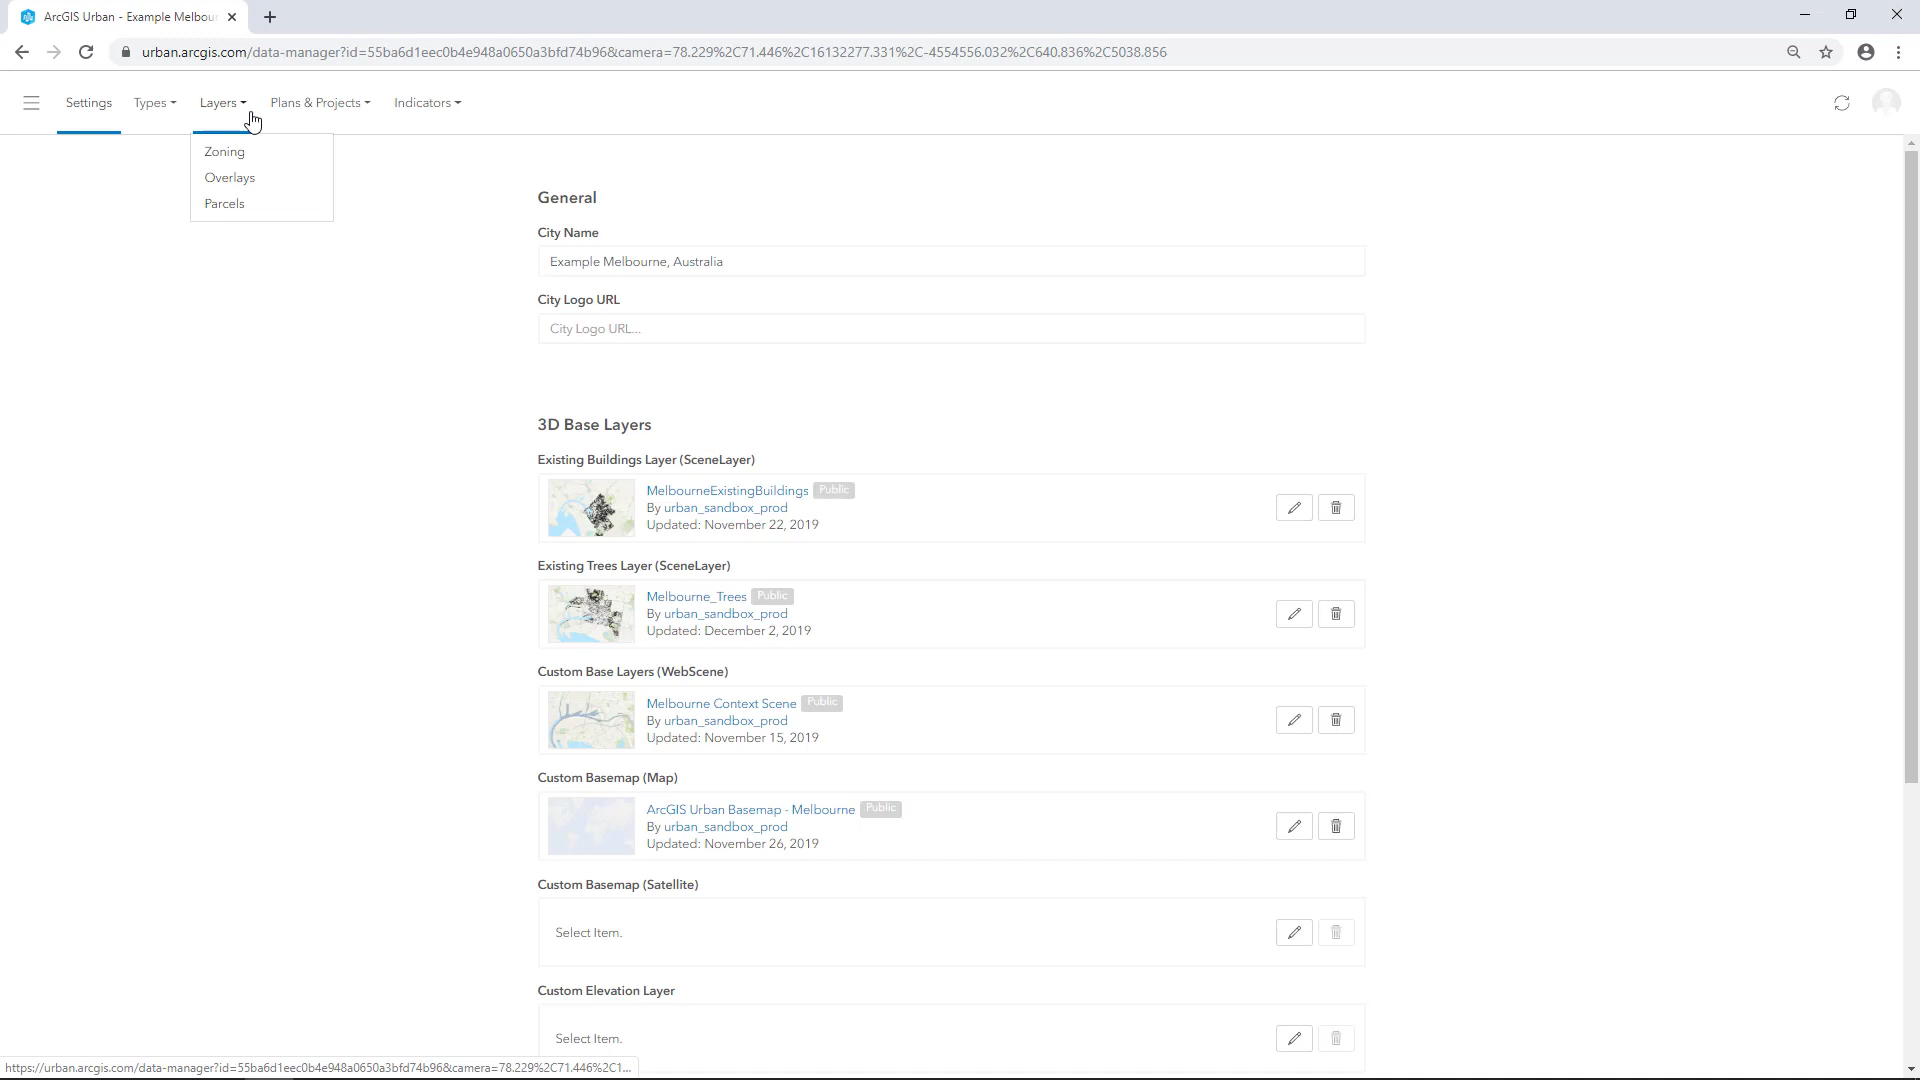 ArcGIS Urban - Example Melbour
urban.arcgis.com/data-manager?id=55ba6d1eec0b4e948a0650a3bfd74b96&camera=78.229%2C71.446%2C16132277.331%2C-4554556.032%2C640.836%2C5038.856
Settings Types Layers Plans & Projects Indicators
Zoning
Overlays
Parcels
General
City Name
Example Melbourne, Australia
City Logo URL
City Logo URL...
3D Base Layers
Existing Buildings Layer (SceneLayer)
MelbourneExistingBuildings Public
By urban_sandbox_prod
Updated: November 22, 2019
Existing Trees Layer (SceneLayer)
Melbourne_Trees Public
By urban_sandbox_prod
Updated: December 2, 2019
Custom Base Layers (WebScene)
Melbourne Context Scene Public
By urban_sandbox_prod
Updated: November 15, 2019
Custom Basemap (Map)
ArcGIS Urban Basemap - Melbourne Public
By urban_sandbox_prod
Updated: November 26, 2019
Custom Basemap (Satellite)
Select Item.
Custom Elevation Layer
Select Item.
https://urban.arcgis.com/data-manager?id=55ba6d1eec0b4e948a0650a3bfd74b96&camera=78.229%2C71.446%2C1...